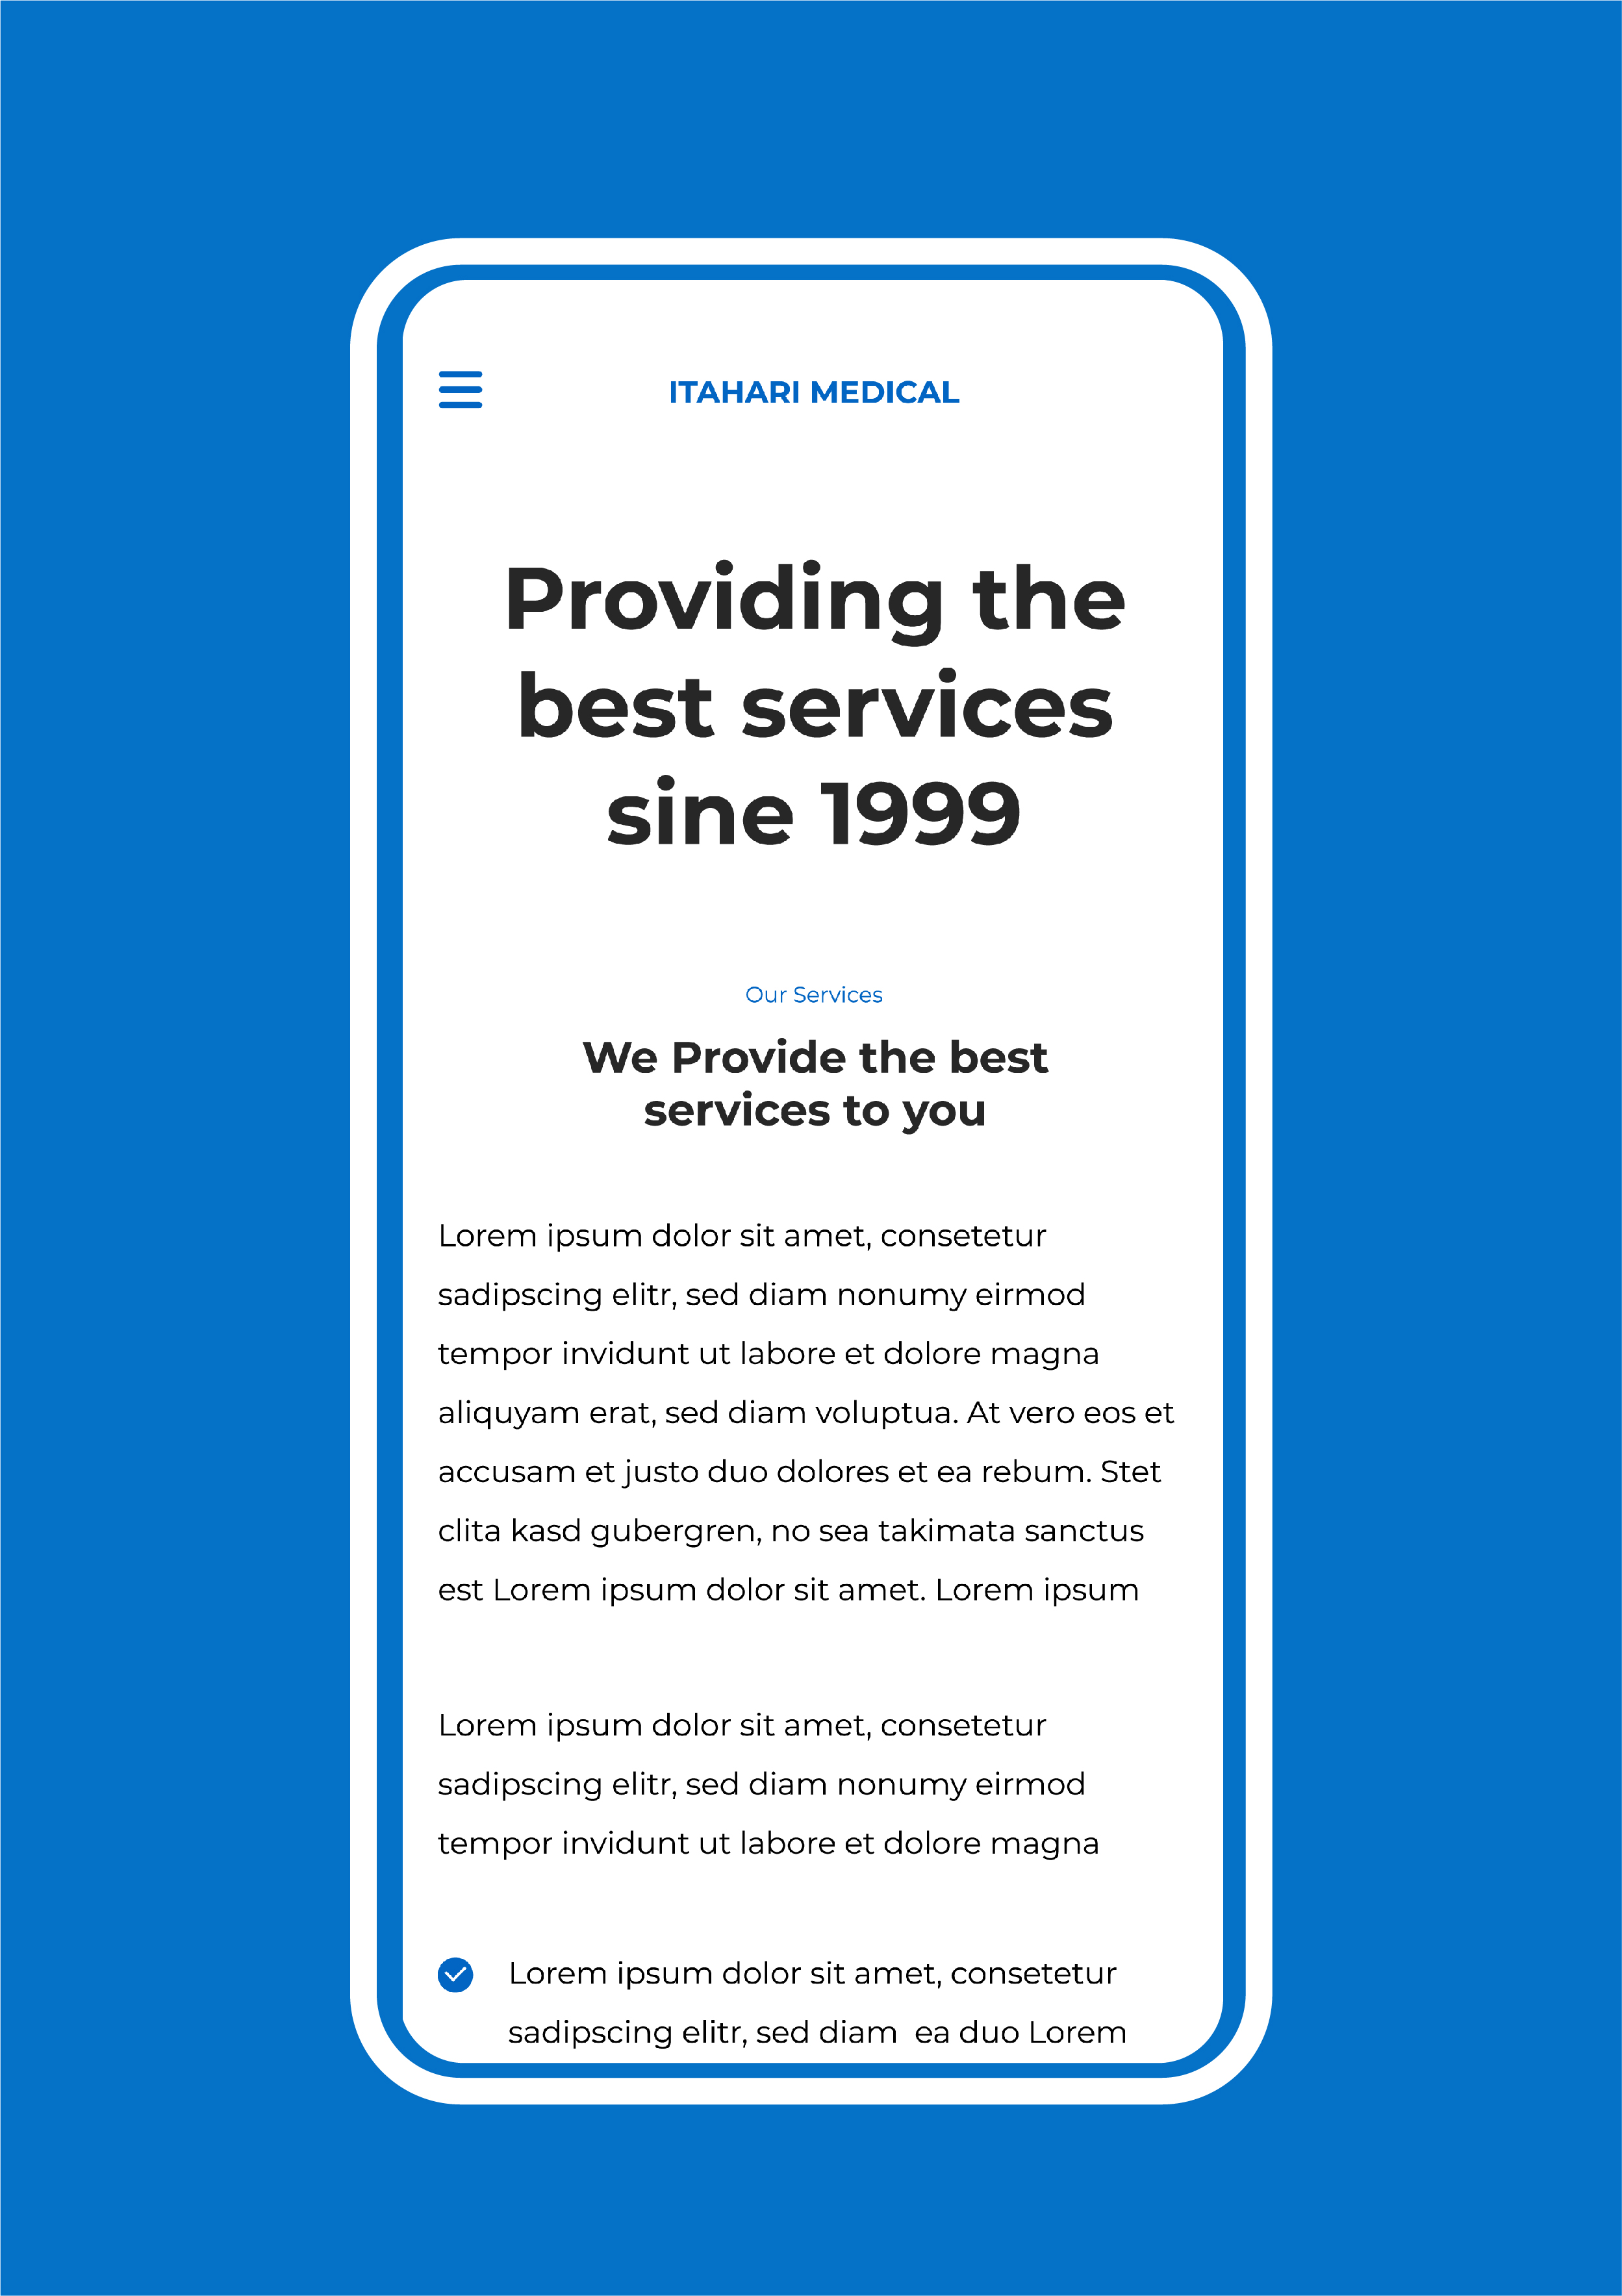 ITAHARI MEDICAL
Providing the
best services
sine 1999
Our Services
We Provide the best
services to you
Lorem ipsum dolor sit amet, consetetur
sadipscing elitr, sed diam nonumy eirmod
tempor invidunt ut labore et dolore magna
aliquyam erat, sed diam voluptua. At vero eos et
accusam et justo duo dolores et ea rebum. Stet
clita kasd gubergren, no sea takimata sanctus
est Lorem ipsum dolor sit amet. Lorem ipsum
Lorem ipsum dolor sit amet, consetetur
sadipscing elitr, sed diam nonumy eirmod
tempor invidunt ut labore et dolore magna
Lorem ipsum dolor sit amet, consetetur
sadipscing elitr, sed diam  ea duo Lorem